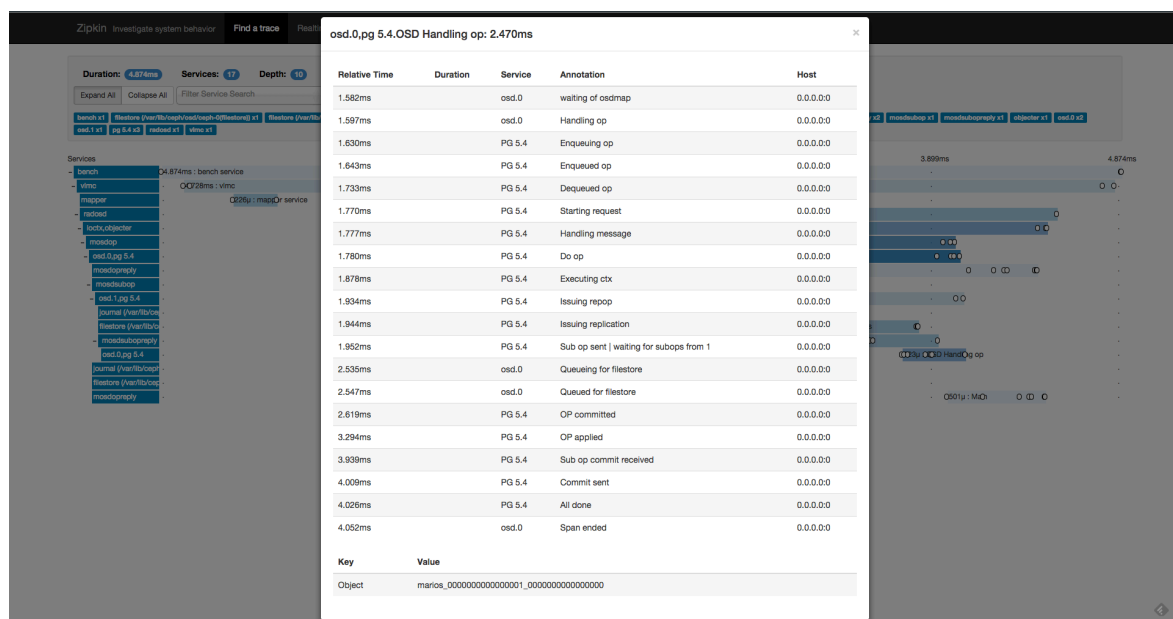 Zipkin Investigate system behavior Find a trace
osd.0,pg 5.4.OSD Handling op: 2.470ms ×
Duration: 4.874ms Services: 17 Depth: 10
Expand All Collapse All Filter Service Search
bench x1 filestore (/var/lib/ceph/osd/ceph-0(filestore)) x1 mosdsubop x1 mosdsubopreply x1 objecter x1 osd.0 x2
osd.1 x1 pg 5.4 x3 radosd x1 vimc x1
Services 3.899ms 4.874ms
- bench 4.874ms : bench service
- vimc 728ms : vimc
mapper 226µ : mapper service
- radosd
- ioctx,objecter
- mosdop
- osd.0,pg 5.4
mosdopreply
- mosdsubop
- osd.1,pg 5.4
journal (/var/lib/cep
filestore (/var/lib/c
- mosdsubopreply
osd.0,pg 5.4 OSD Handling op
journal (/var/lib/ceph
filestore (/var/lib/cep
mosdopreply 501µ : Main
Relative Time Duration Service Annotation Host
1.582ms osd.0 waiting of osdmap 0.0.0.0:0
1.597ms osd.0 Handling op 0.0.0.0:0
1.630ms PG 5.4 Enqueuing op 0.0.0.0:0
1.643ms PG 5.4 Enqueued op 0.0.0.0:0
1.733ms PG 5.4 Dequeued op 0.0.0.0:0
1.770ms PG 5.4 Starting request 0.0.0.0:0
1.777ms PG 5.4 Handling message 0.0.0.0:0
1.780ms PG 5.4 Do op 0.0.0.0:0
1.878ms PG 5.4 Executing ctx 0.0.0.0:0
1.934ms PG 5.4 Issuing repop 0.0.0.0:0
1.944ms PG 5.4 Issuing replication 0.0.0.0:0
1.952ms PG 5.4 Sub op sent | waiting for subops from 1 0.0.0.0:0
2.535ms osd.0 Queueing for filestore 0.0.0.0:0
2.547ms osd.0 Queued for filestore 0.0.0.0:0
2.619ms PG 5.4 OP committed 0.0.0.0:0
3.294ms PG 5.4 OP applied 0.0.0.0:0
3.939ms PG 5.4 Sub op commit received 0.0.0.0:0
4.009ms PG 5.4 Commit sent 0.0.0.0:0
4.026ms PG 5.4 All done 0.0.0.0:0
4.052ms osd.0 Span ended 0.0.0.0:0
Key Value
Object marios_0000000000000001_0000000000000000